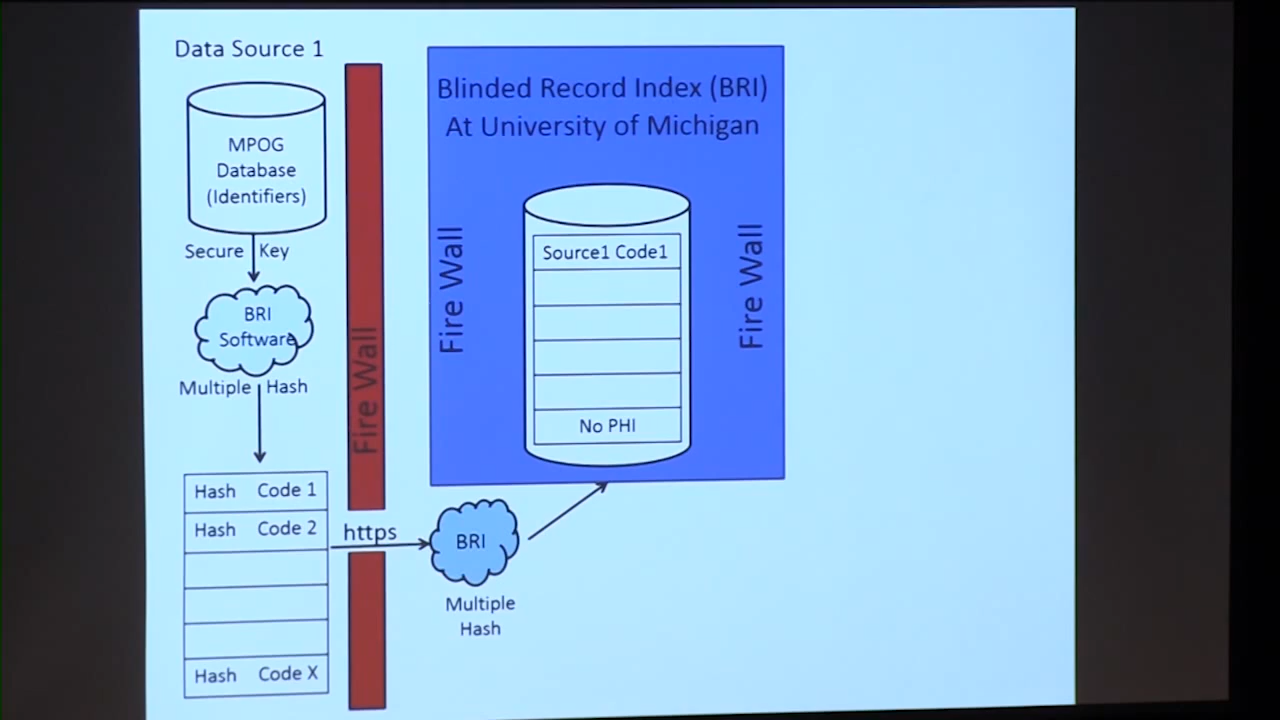 Data Source 1
MPOG
Database
(Identifiers)
Secure Key
BRI
Software
Multiple Hash
Hash Code 1
Hash Code 2
Hash Code X
Fire Wall
https
BRI
Multiple
Hash
Blinded Record Index (BRI)
At University of Michigan
Fire Wall
Source1 Code1
No PHI
Fire Wall